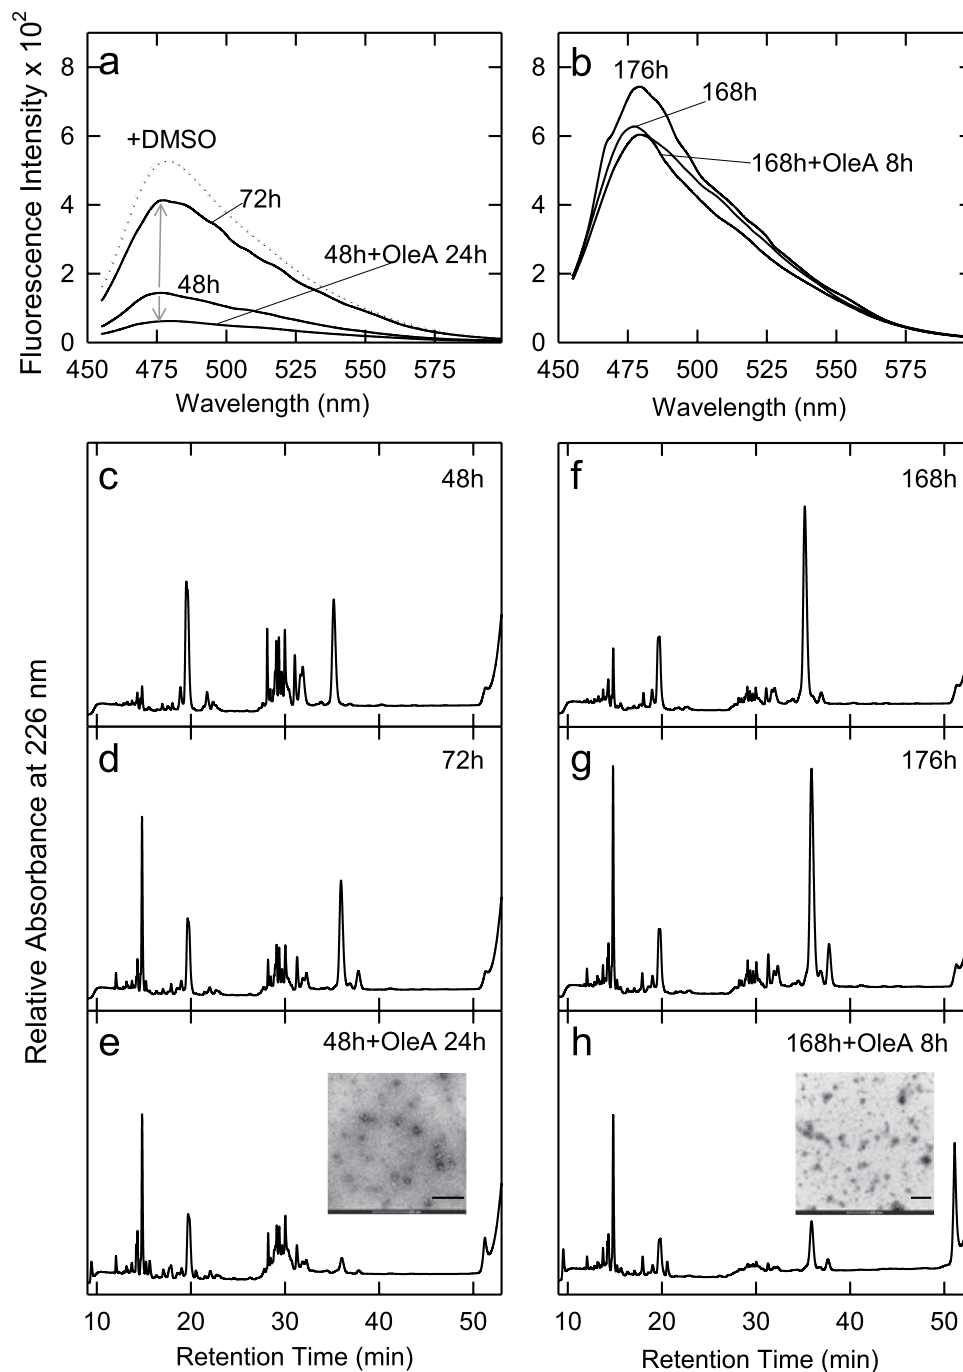 Fluorescence Intensity x 10²
a
8
6
4
2
0
+DMSO
72h
48h+OleA 24h
48h
450 475 500 525 550 575
Wavelength (nm)
b
8
6
4
2
0
176h
168h
168h+OleA 8h
450 475 500 525 550 575
Wavelength (nm)
Relative Absorbance at 226 nm
c 48h
f 168h
d 72h
g 176h
e 48h+OleA 24h
h 168h+OleA 8h
10 20 30 40 50
Retention Time (min)
10 20 30 40 50
Retention Time (min)